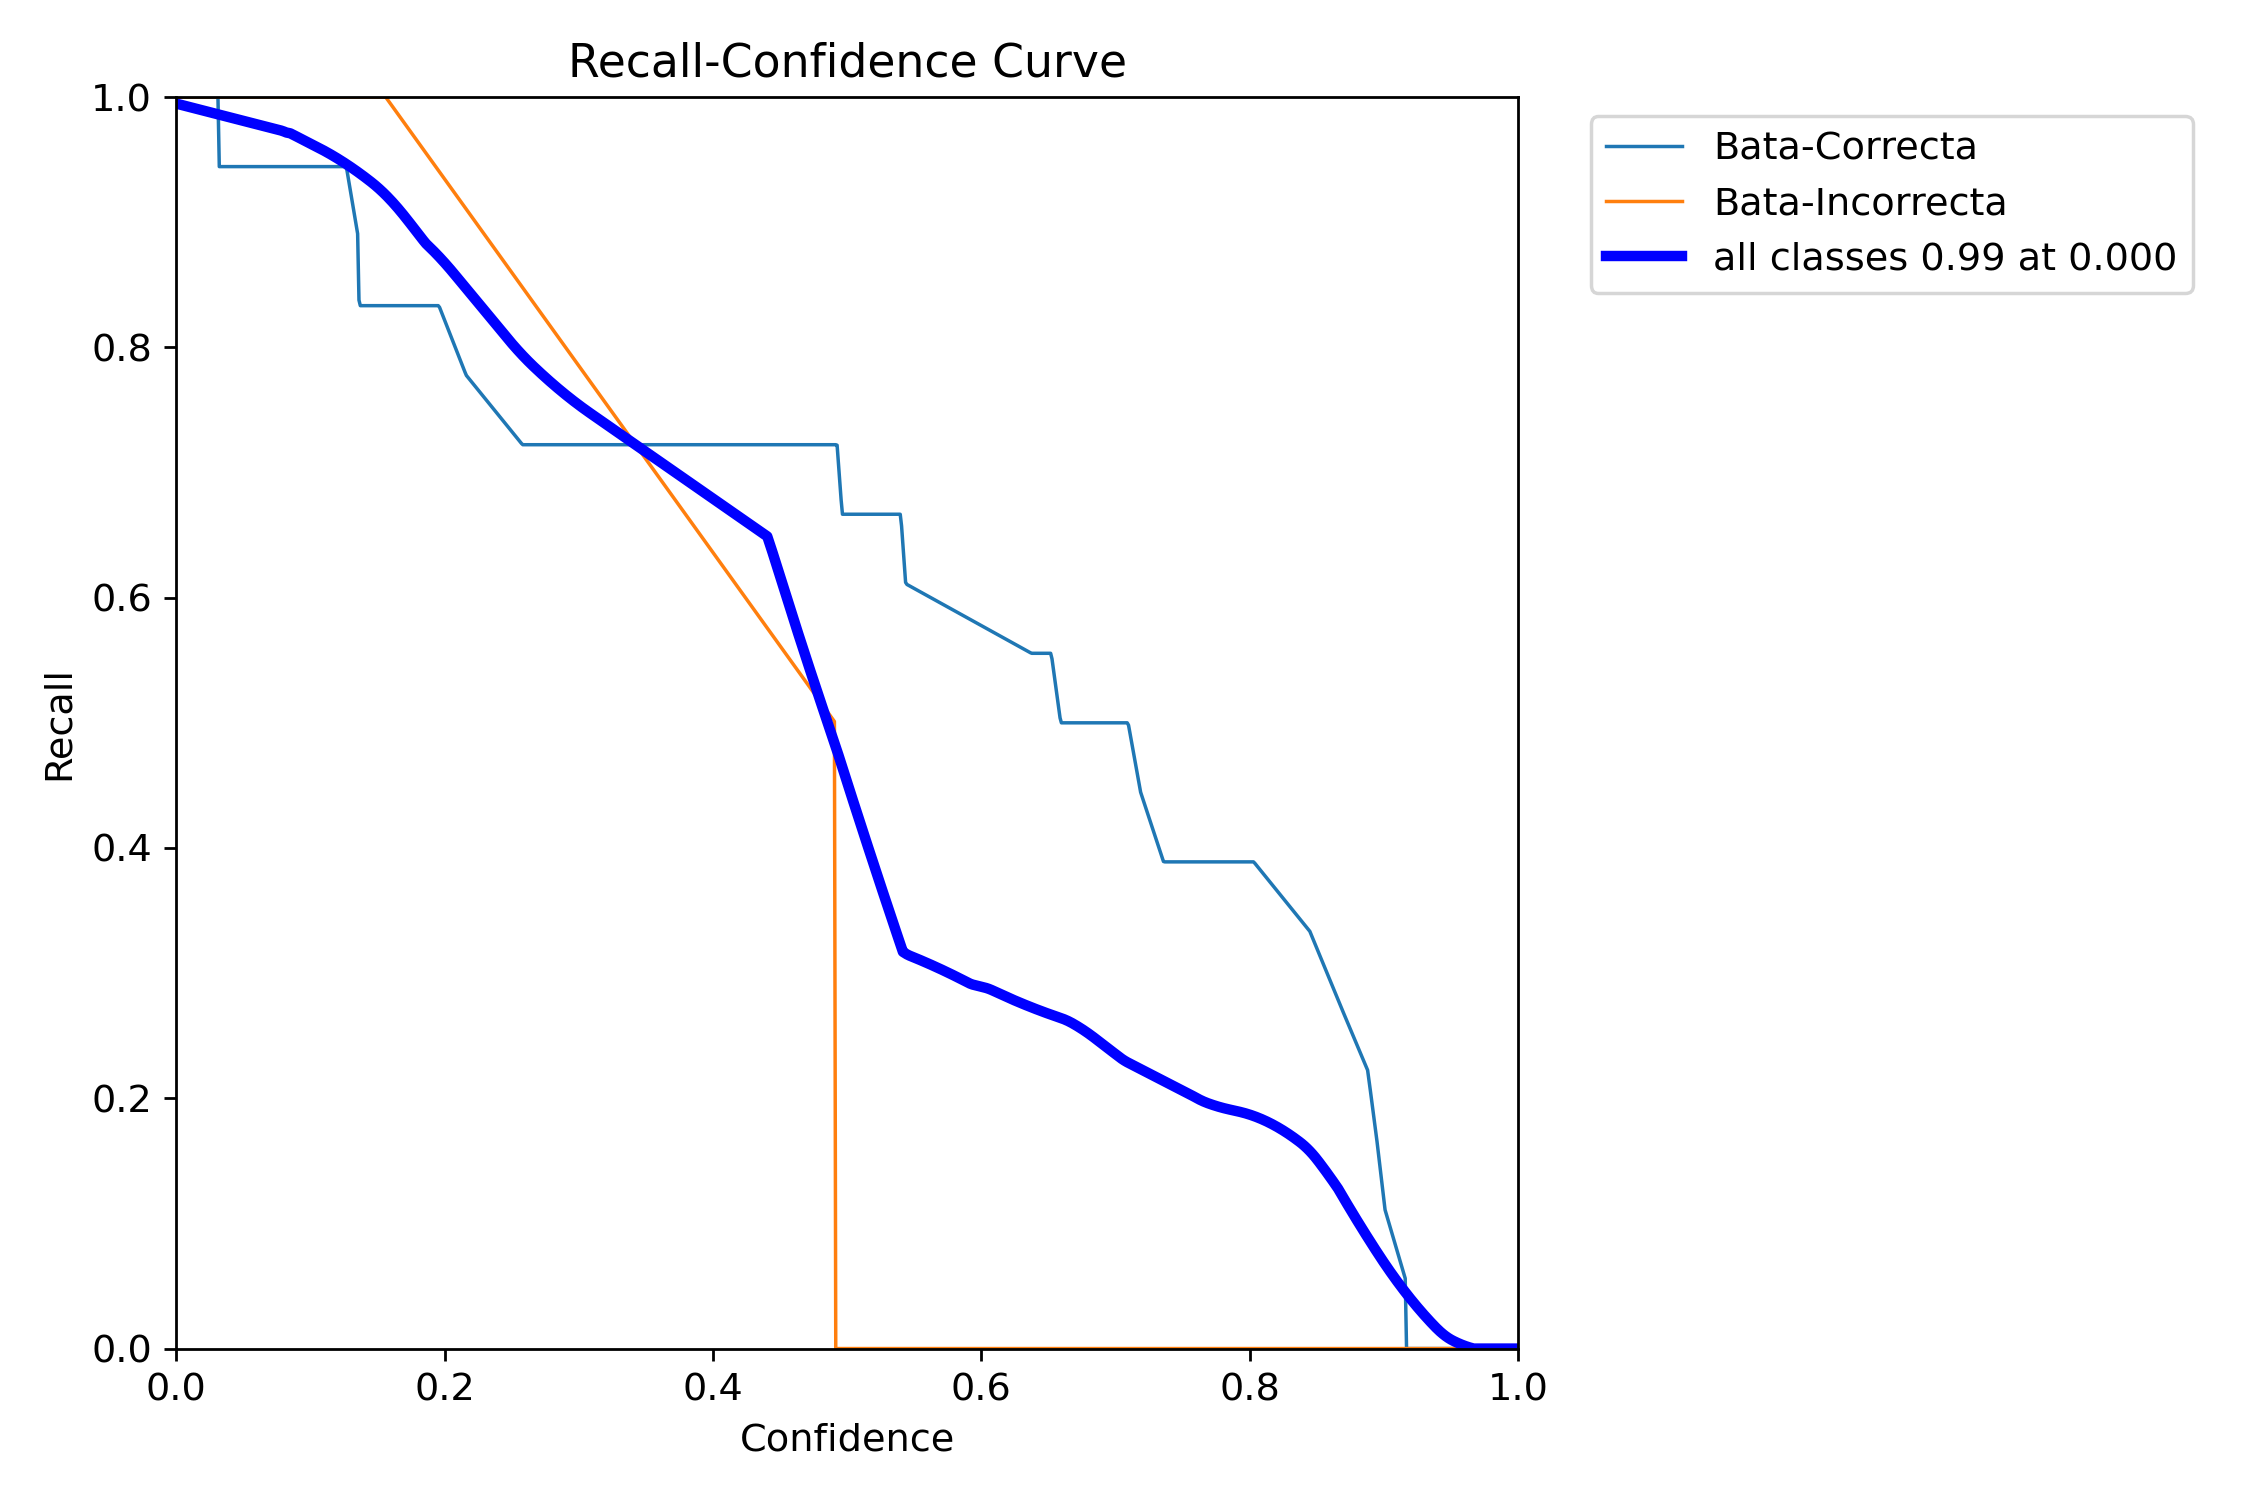 Recall-Confidence Curve
1.0
0.8
0.6
0.4
0.2
0.0
Recall
0.0 0.2 0.4 0.6 0.8 1.0
Confidence
Bata-Correcta
Bata-Incorrecta
all classes 0.99 at 0.000